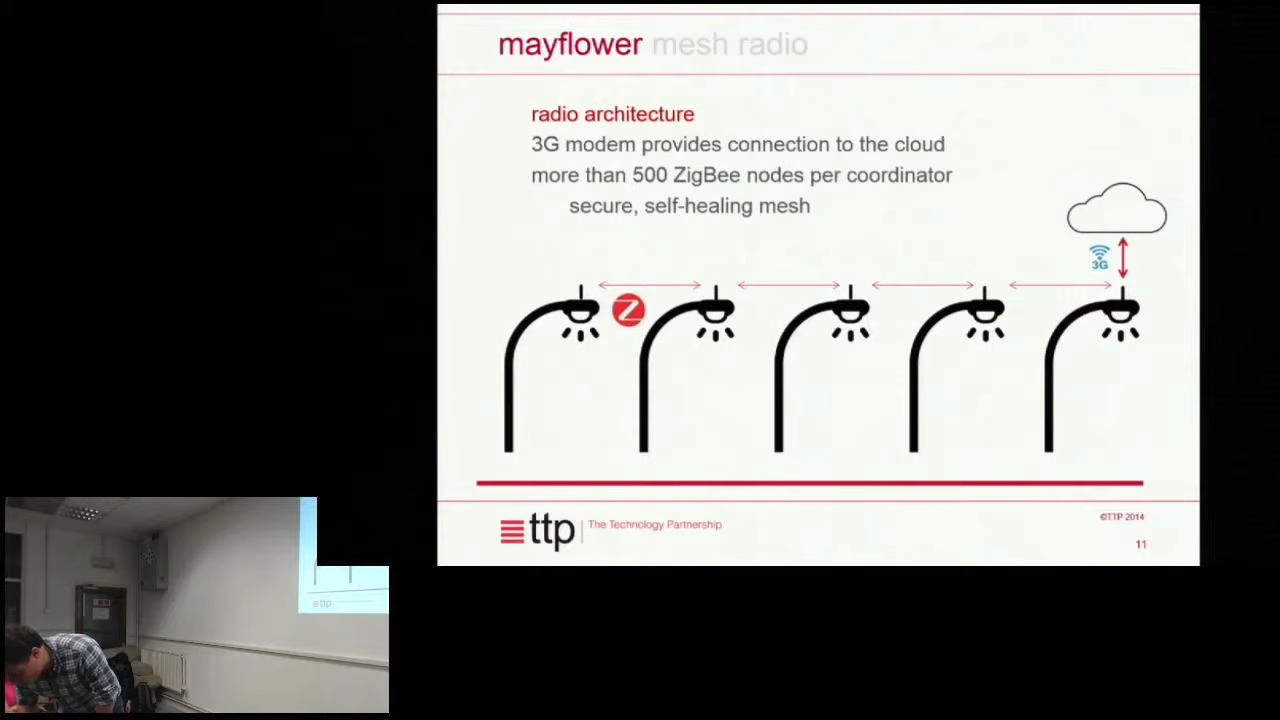 mayflower mesh radio
radio architecture
3G modem provides connection to the cloud
more than 500 ZigBee nodes per coordinator
secure, self-healing mesh
3G
ttp
The Technology Partnership
©TTP 2014
11
ttp